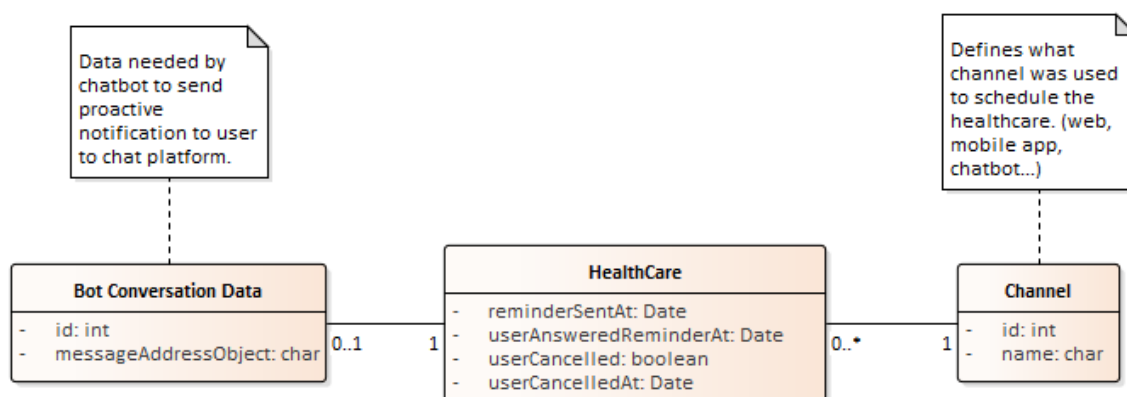 Data needed by
chatbot to send
proactive
notification to user
to chat platform.
Defines what
channel was used
to schedule the
healthcare. (web,
mobile app,
chatbot...)
Bot Conversation Data
- id: int
- messageAddressObject: char
0..1
1
HealthCare
- reminderSentAt: Date
- userAnsweredReminderAt: Date
- userCancelled: boolean
- userCancelledAt: Date
0..*
1
Channel
- id: int
- name: char